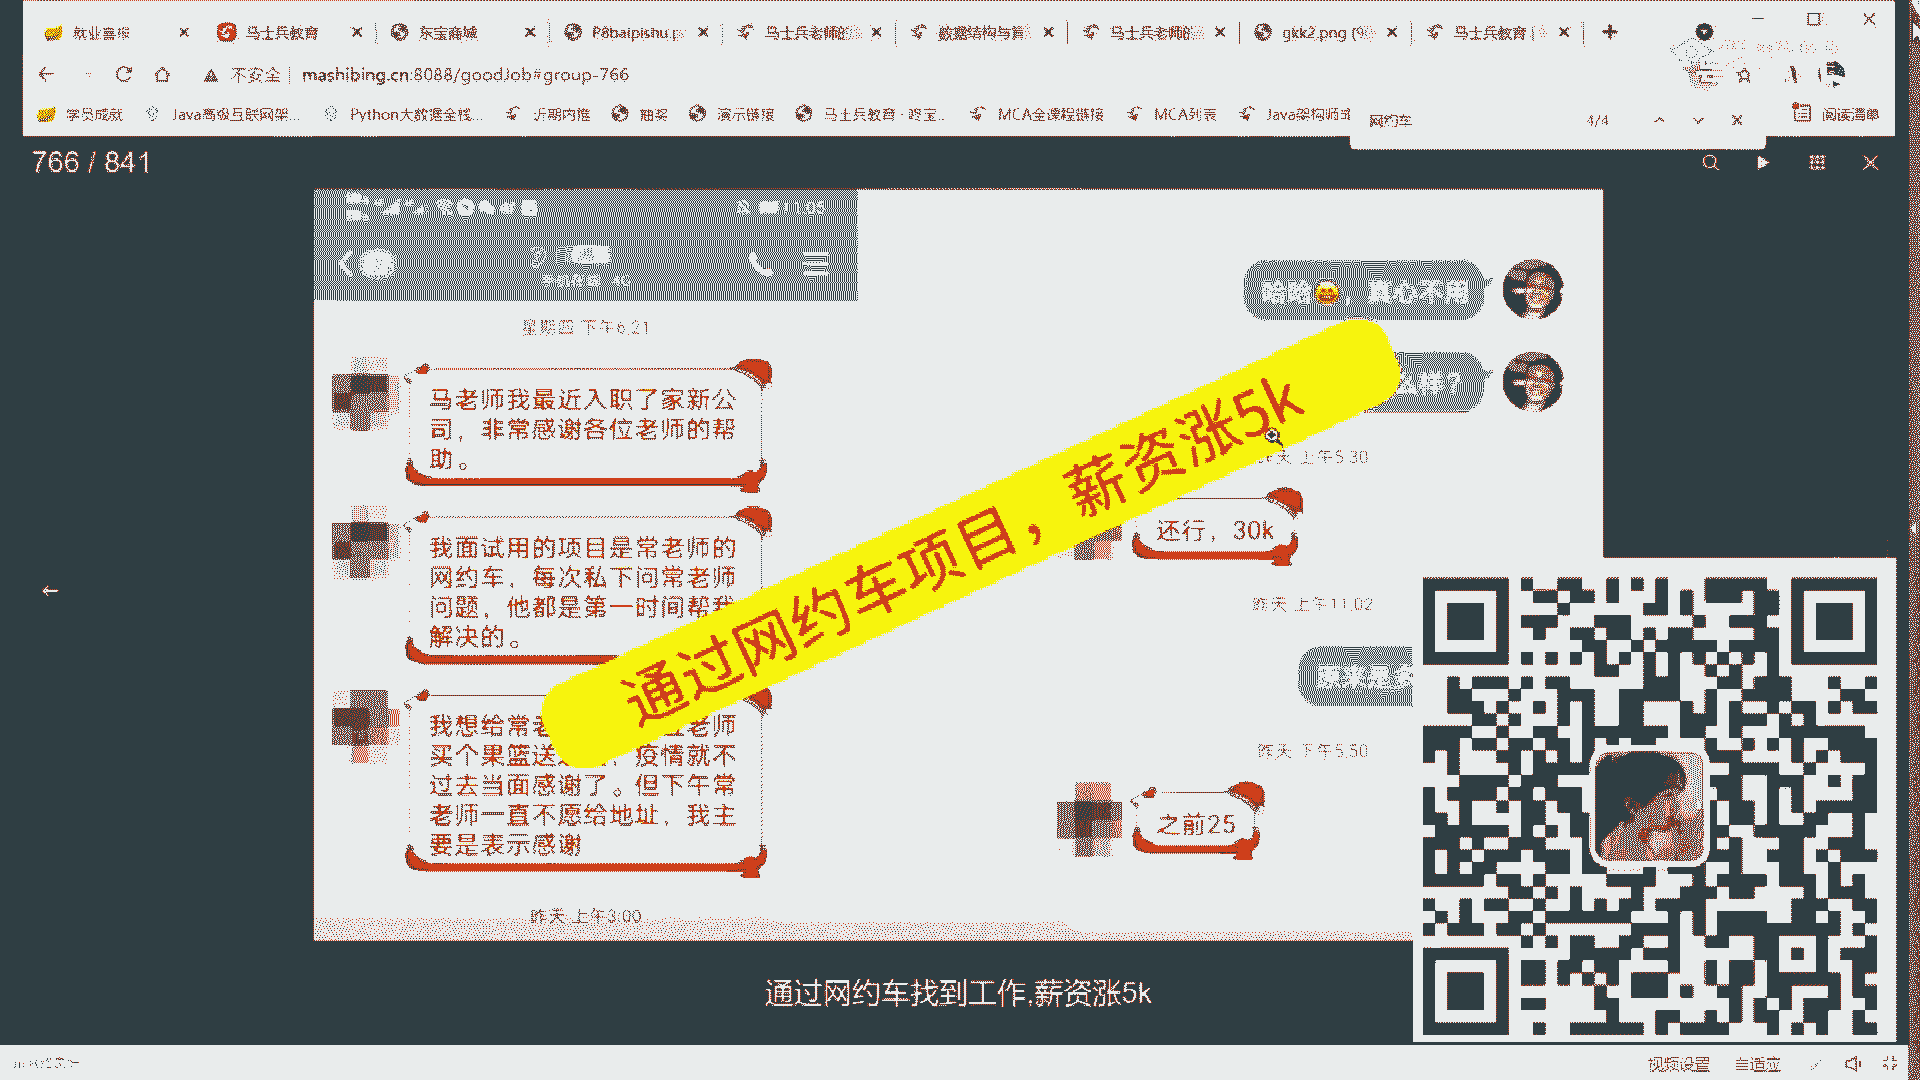 就业喜报
马士兵教育
东宝商城
P8baipishu.p
马士兵老师的
数据结构与算
马士兵老师的
gkk2.png (9
马士兵教育
不安全
mashibing.cn:8088/goodJob#group-766
学员成就
Java高级互联网架...
Python大数据全栈...
近期内推
抽奖
演示链接
马士兵教育 - 咚宝...
MCA全课程链接
MCA列表
Java架构师
阅读清单
网约车
4/4
766 / 841
11:05
星期四 下午6:21
马老师我最近入职了家新公
司，非常感谢各位老师的帮
助。
我面试用的项目是常老师的
网约车，每次私下问常老师
问题，他都是第一时间帮我
解决的。
我想给常
老师
买个果篮送
疫情就不
过去当面感谢了。但下午常
老师一直不愿给地址，我主
要是表示感谢
昨天 上午3:00
哈哈
心不用
么样？
昨天 上午5:30
还行，30k
昨天 上午11:02
昨天 下午5:50
之前25
通过网约车项目，薪资涨5k
通过网约车找到工作,薪资涨5k
视频设置
自适应